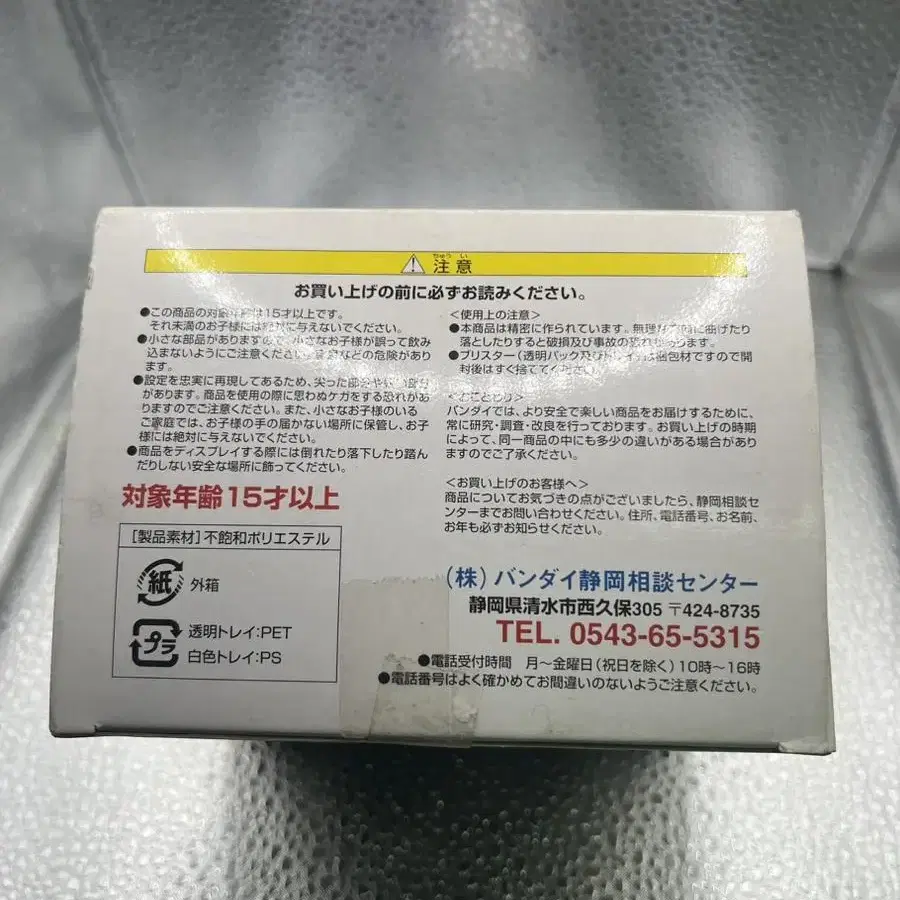 ちゅう い
注意
お買い上げの前に必ずお読みください。
●この商品の対象年齢は15才以上です。
それ未満のお子様には絶対に与えないでください。
●小さな部品がありますので、小さなお子様が誤って飲み
込まないようにご注意ください。窒息などの危険があり
ます。
●設定を忠実に再現してあるため、尖った部分や鋭い部分
があります。商品を使用の際に思わぬケガをする恐れがあ
りますのでご注意ください。また、小さなお子様のいる
ご家庭では、お子様の手の届かない場所に保管し、お子
様には絶対に与えないでください。
●商品をディスプレイする際には倒れたり落下したり踏ん
だりしない安全な場所に飾ってください。
対象年齢15才以上
[製品素材]不飽和ポリエステル
紙 外箱
プラ 透明トレイ:PET
白色トレイ:PS
<使用上の注意>
●本商品は精密に作られています。無理な方向に曲げたり
落としたりすると破損及び事故の恐れがあります。
●ブリスター(透明パック及びトレイ)は梱包材ですので開
封後はすぐ捨ててください。
<おことわり>
バンダイでは、より安全で楽しい商品をお届けするために、
常に研究・調査・改良を行っております。お買い上げの時期
によって、同一商品の中にも多少の違いがある場合があり
ますのでご了承ください。
<お買い上げのお客様へ>
商品についてお気づきの点がございましたら、静岡相談セ
ンターまでお問い合わせください。住所、電話番号、お名前、
お年も必ずお知らせください。
(株)バンダイ静岡相談センター
静岡県清水市西久保305 〒424-8735
TEL. 0543-65-5315
●電話受付時間 月~金曜日(祝日を除く)10時~16時
●電話番号はよく確かめてお間違いのないようご注意ください。